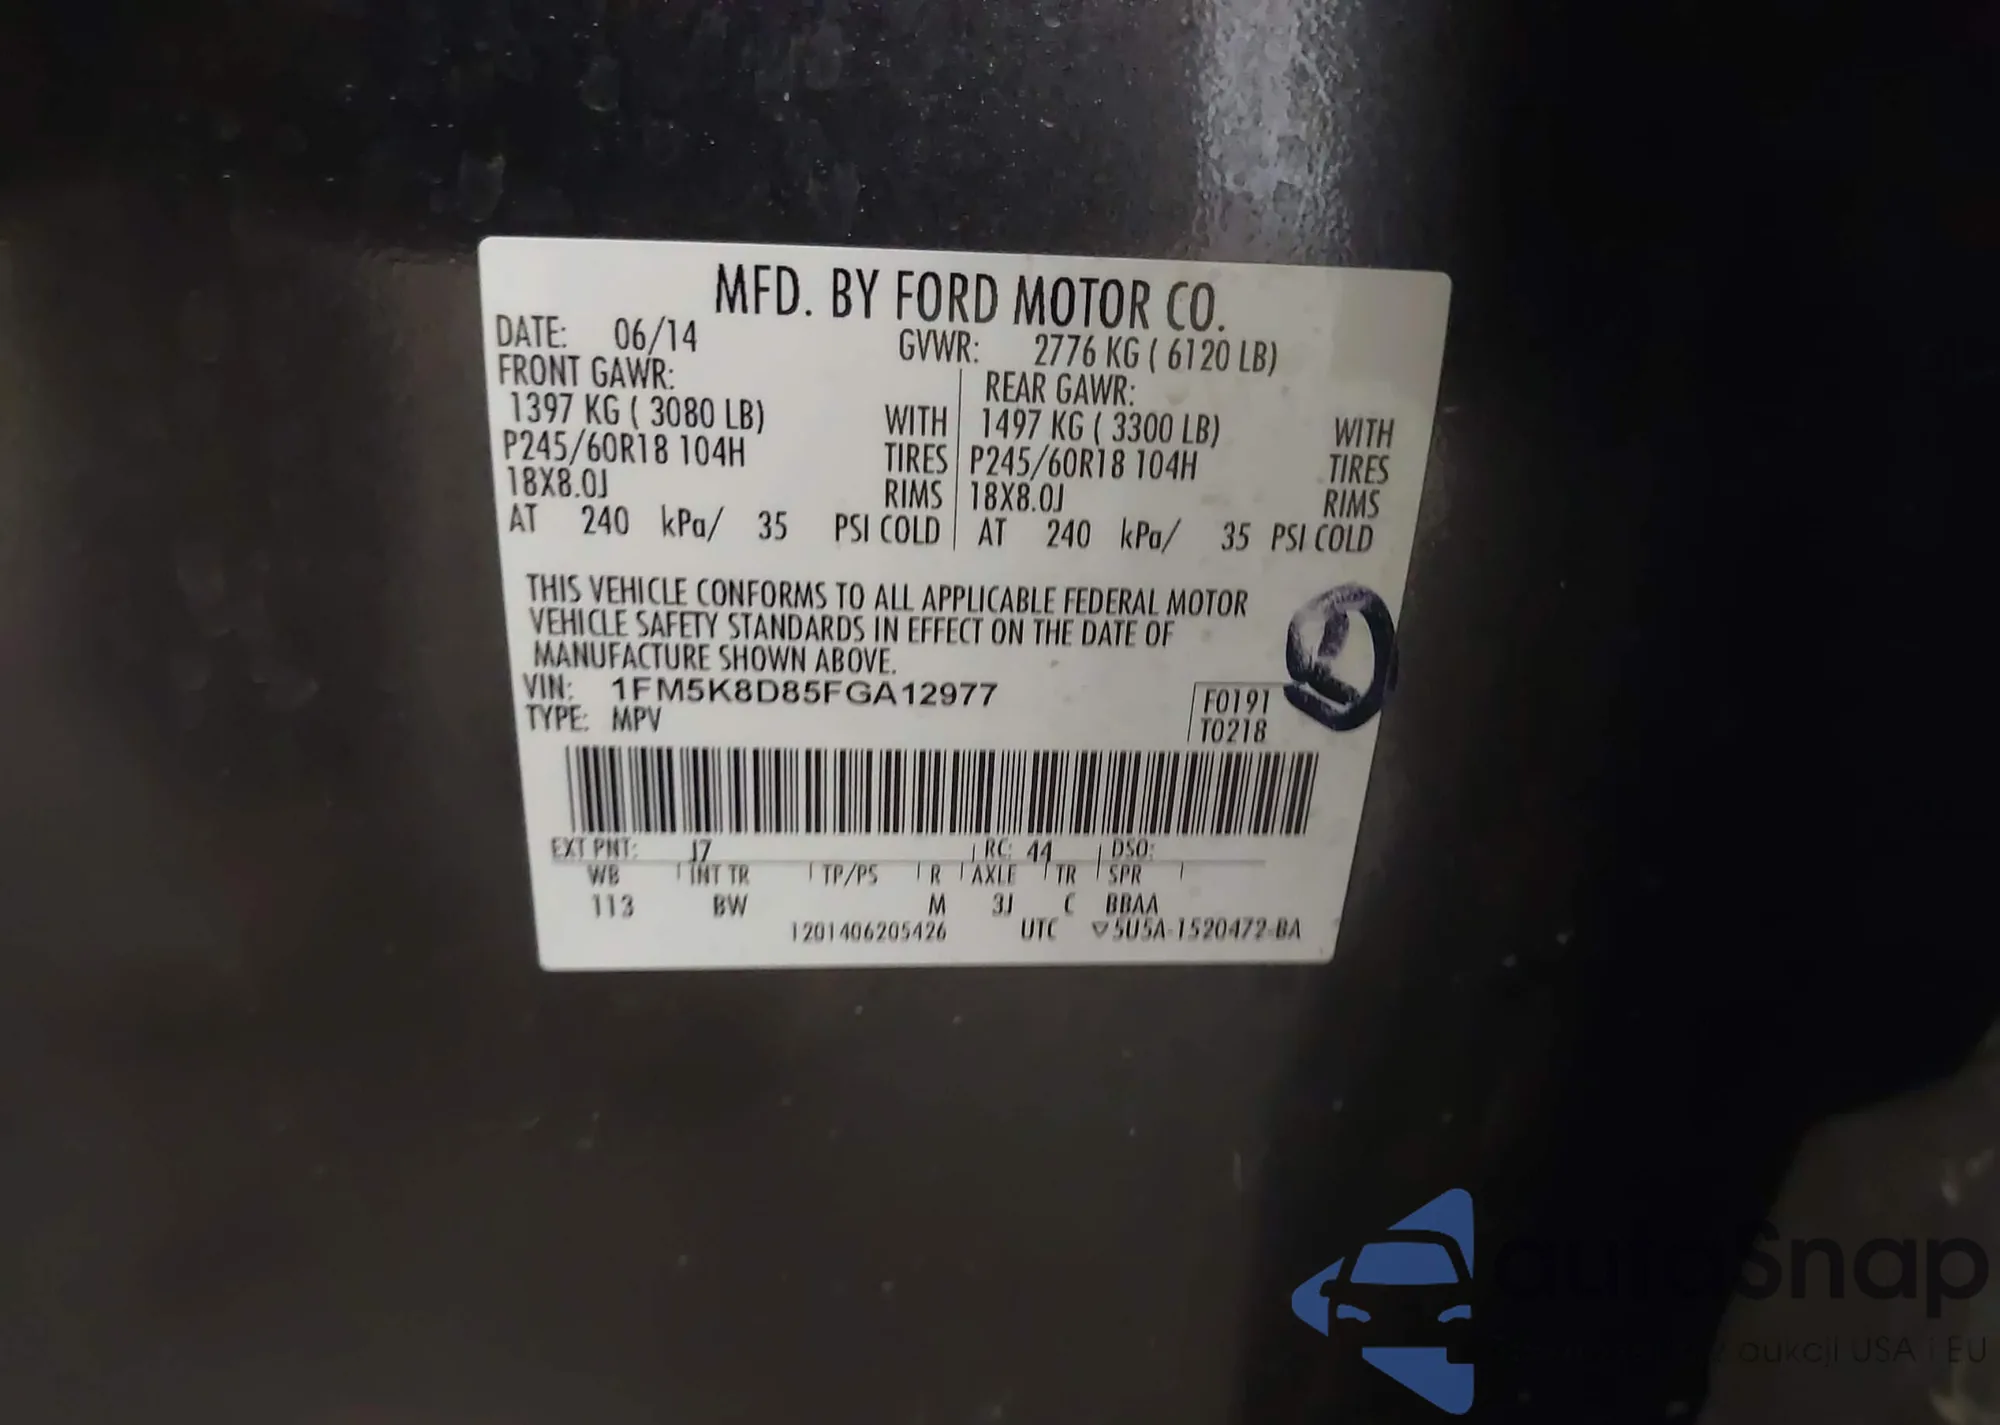 MFD. BY FORD MOTOR CO.
DATE: 06/14 GVWR: 2776 KG ( 6120 LB)
FRONT GAWR: REAR GAWR:
1397 KG ( 3080 LB) WITH 1497 KG ( 3300 LB) WITH
P245/60R18 104H TIRES P245/60R18 104H TIRES
18X8.0J RIMS 18X8.0J RIMS
AT 240 kPa/ 35 PSI COLD AT 240 kPa/ 35 PSI COLD
THIS VEHICLE CONFORMS TO ALL APPLICABLE FEDERAL MOTOR
VEHICLE SAFETY STANDARDS IN EFFECT ON THE DATE OF
MANUFACTURE SHOWN ABOVE.
VIN: 1FM5K8D85FGA12977
TYPE: MPV
F0191
T0218
EXT PNT: J7 RC: 44 DSO:
WB INT TR TP/PS R AXLE TR SPR
113 BW M 3J C BBAA
1201406205426 UTC ▽5U5A-1520472-BA
autoSnap
aukcji USA i EU